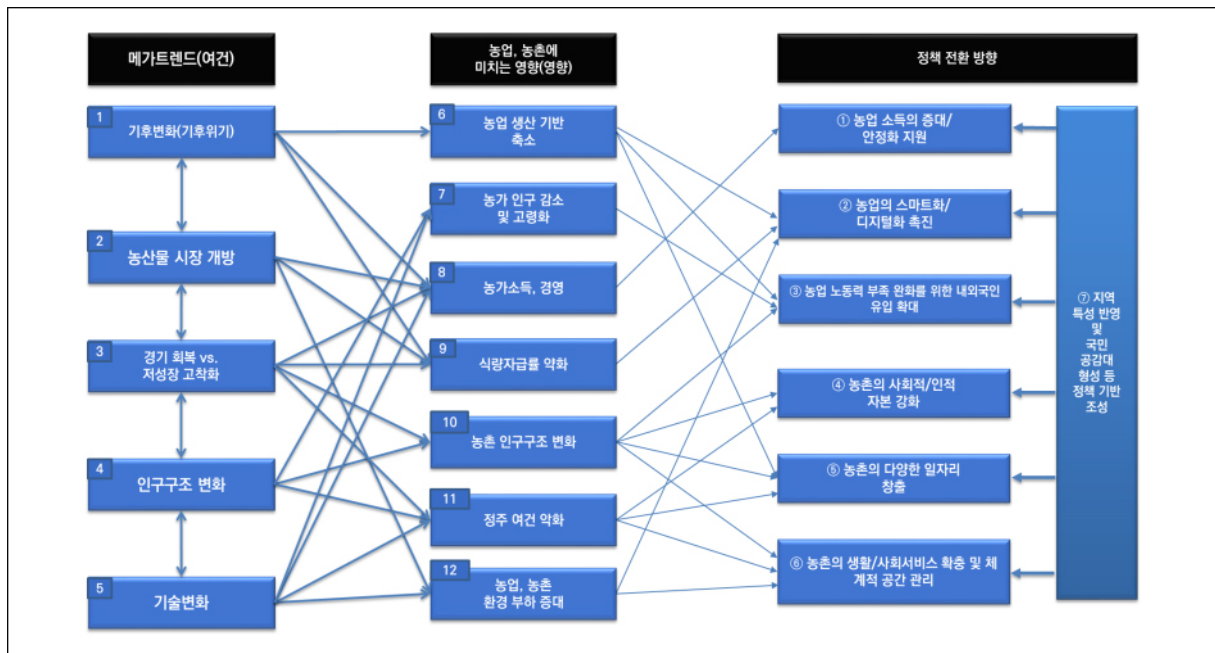 메가트렌드(여건)
1
기후변화(기후위기)
2
농산물 시장 개방
3
경기 회복 vs.
저성장 고착화
4
인구구조 변화
5
기술변화
농업, 농촌에
미치는 영향(영향)
6
농업 생산 기반
축소
7
농가 인구 감소
및 고령화
8
농가소득, 경영
9
식량자급률 악화
10
농촌 인구구조 변화
11
정주 여건 악화
12
농업, 농촌
환경 부하 증대
정책 전환 방향
① 농업 소득의 증대/
안정화 지원
② 농업의 스마트화/
디지털화 촉진
③ 농업 노동력 부족 완화를 위한 내외국인
유입 확대
④ 농촌의 사회적/인적
자본 강화
⑤ 농촌의 다양한 일자리
창출
⑥ 농촌의 생활/사회서비스 확충 및 체
계적 공간 관리
⑦ 지역
특성 반영
및
국민
공감대
형성 등
정책 기반
조성